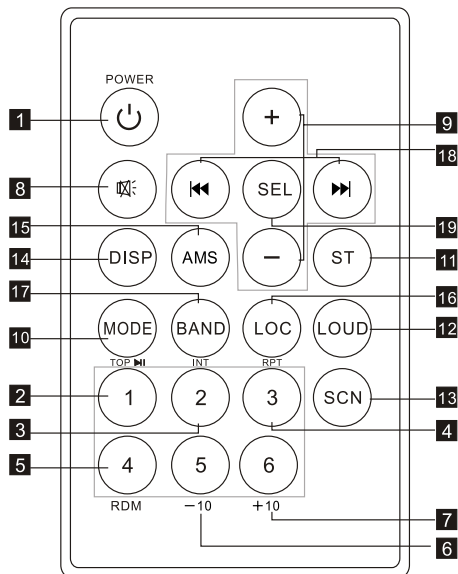 POWER
1
+
9
18
8
SEL
15
19
14
DISP
AMS
−
ST
11
17
16
10
MODE
BAND
LOC
LOUD
12
TOP
INT
RPT
2
1
2
3
SCN
13
3
4
5
4
5
6
7
RDM
−10
+10
6